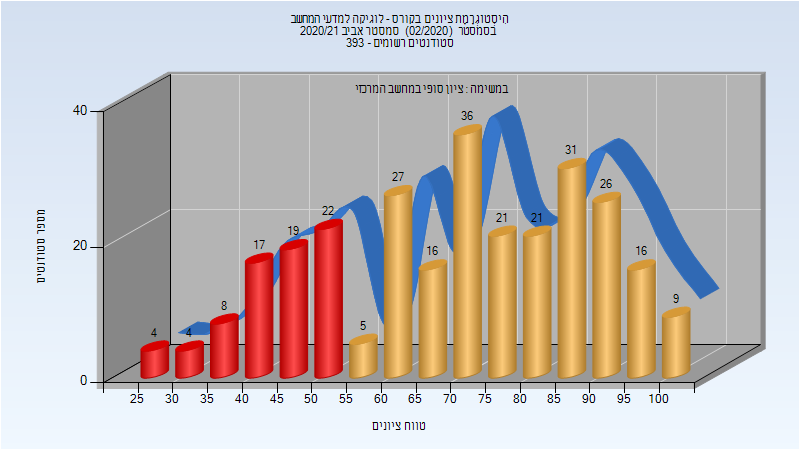 היסטוגרמת ציונים בקורס - לוגיקה למדעי המחשב
בסמסטר (02/2020) סמסטר אביב 2020/21
סטודנטים רשומים - 393
במשימה : ציון סופי במחשב המרכזי
מספר סטודנטים
40
20
0
4 4 8 17 19 22 5 27 16 36 21 21 31 26 16 9
25 30 35 40 45 50 55 60 65 70 75 80 85 90 95 100
טווח ציונים